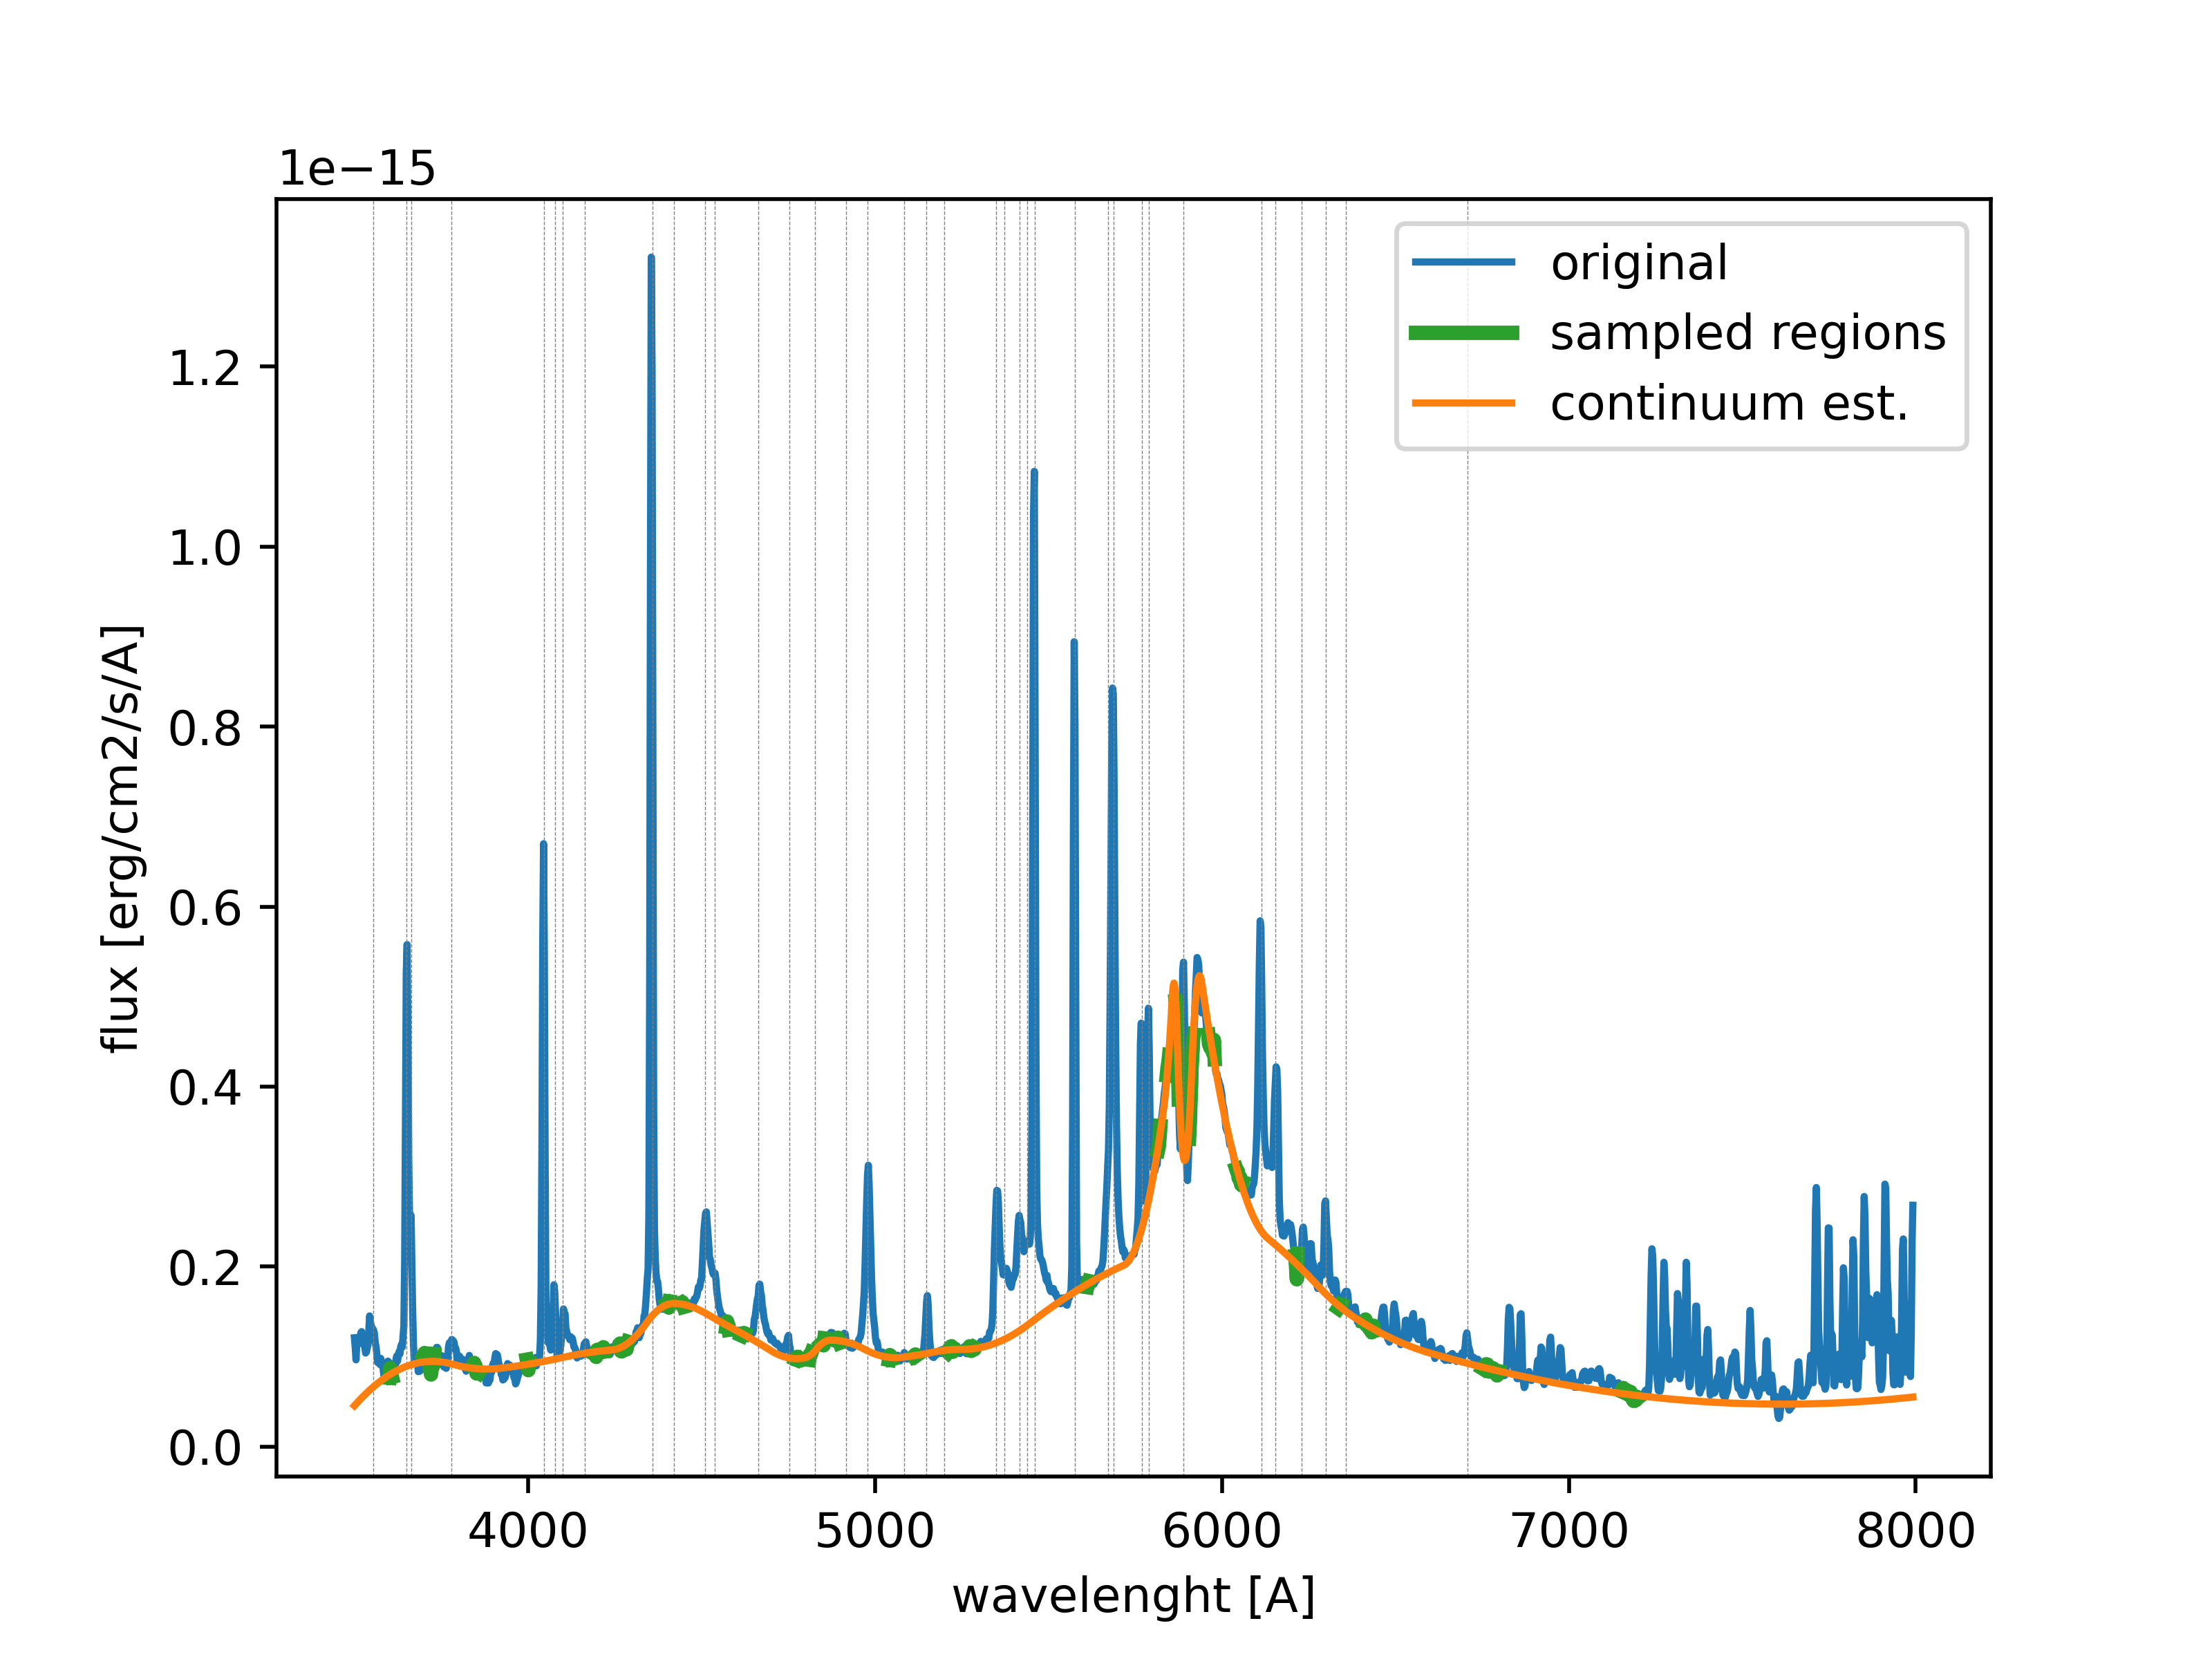 1e−15
1.2
1.0
0.8
0.6
0.4
0.2
0.0
flux [erg/cm2/s/A]
original
sampled regions
continuum est.
4000 5000 6000 7000 8000
wavelenght [A]